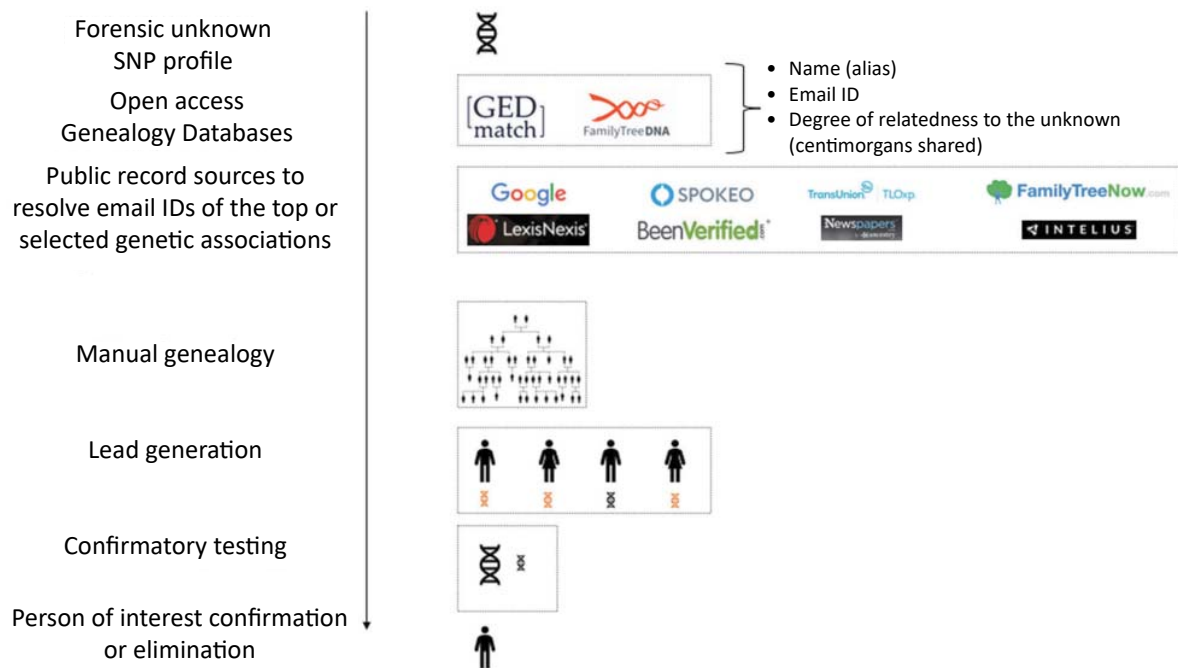 Forensic unknown
SNP profile
Open access
Genealogy Databases
[GED
match]
FamilyTreeDNA
• Name (alias)
• Email ID
• Degree of relatedness to the unknown
(centimorgans shared)
Public record sources to
resolve email IDs of the top or
selected genetic associations
Google
SPOKEO
TransUnion | TLOxp
FamilyTreeNow.com
LexisNexis®
BeenVerified.com
Newspapers
by ancestry
INTELIUS
Manual genealogy
Lead generation
Confirmatory testing
Person of interest confirmation
or elimination